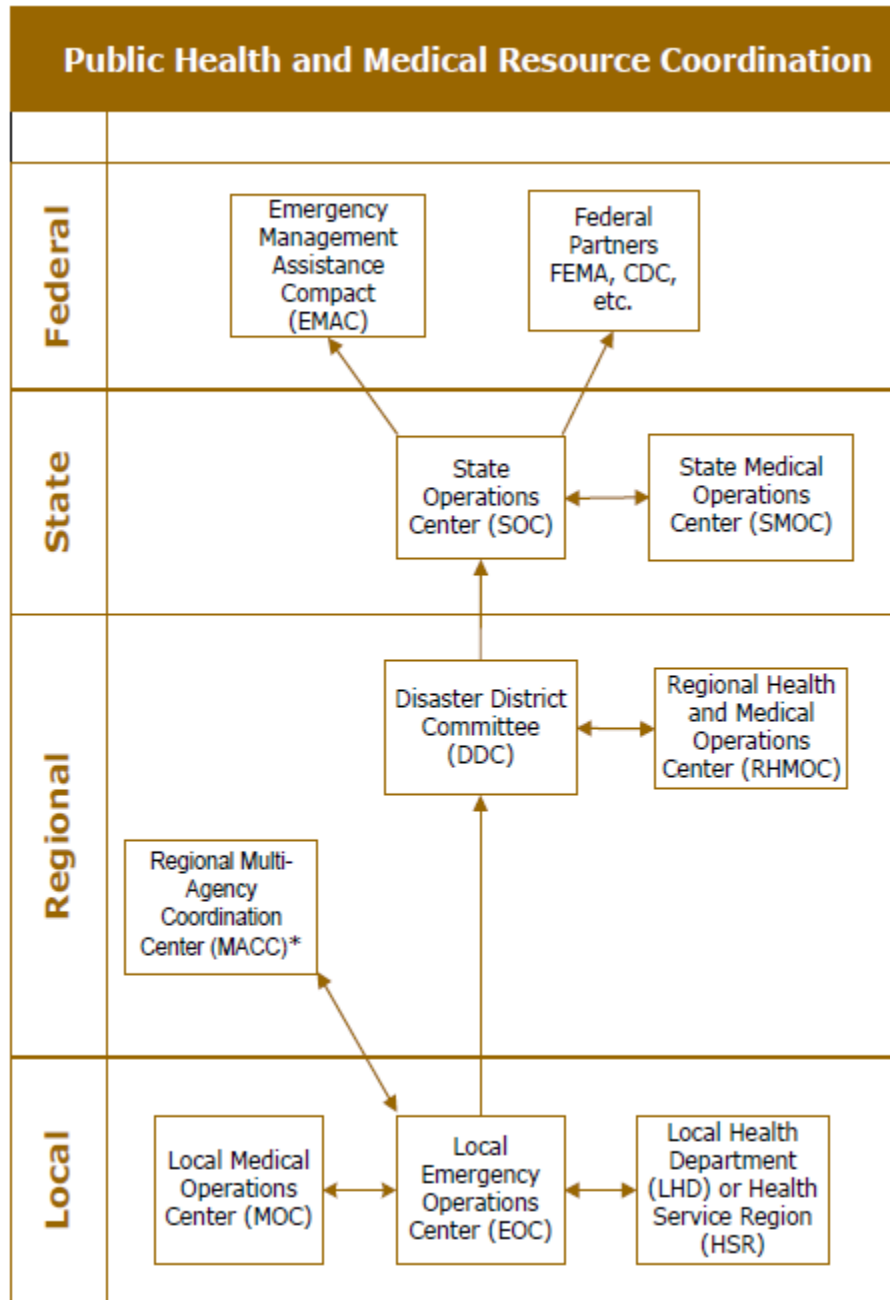 Public Health and Medical Resource Coordination
Federal
Emergency
Management
Assistance
Compact
(EMAC)
Federal
Partners
FEMA, CDC,
etc.
State
State
Operations
Center (SOC)
State Medical
Operations
Center (SMOC)
Regional
Disaster District
Committee
(DDC)
Regional Health
and Medical
Operations
Center (RHMOC)
Regional Multi-
Agency
Coordination
Center (MACC)*
Local
Local Medical
Operations
Center (MOC)
Local
Emergency
Operations
Center (EOC)
Local Health
Department
(LHD) or Health
Service Region
(HSR)